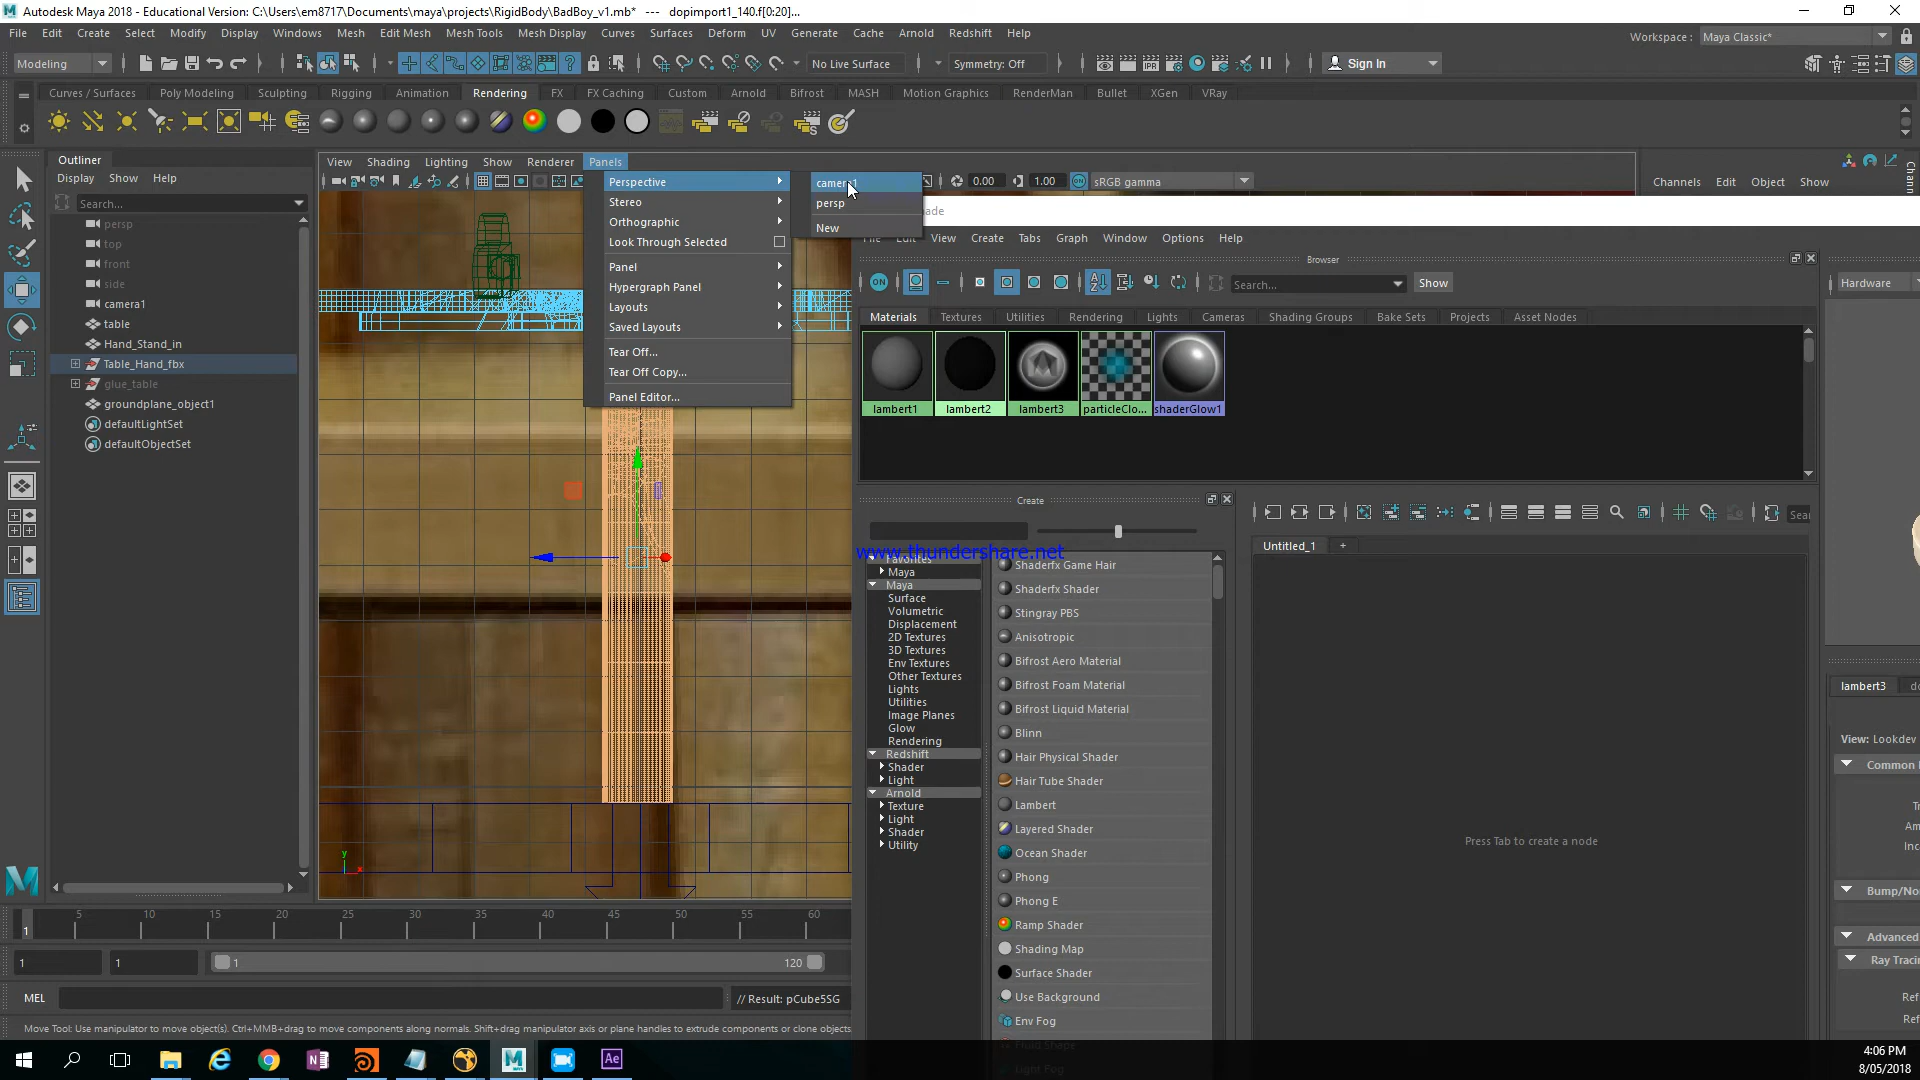 Autodesk Maya 2018 - Educational Version: C:\Users\em8717\Documents\maya\projects\RigidBody\BadBoy_v1.mb*   ---   dopimport1_140.f[0:20]...
File Edit Create Select Modify Display Windows Mesh Edit Mesh Mesh Tools Mesh Display Curves Surfaces Deform UV Generate Cache Arnold Redshift Help
Workspace : Maya Classic*
Modeling No Live Surface Symmetry: Off Sign In
Curves / Surfaces Poly Modeling Sculpting Rigging Animation Rendering FX FX Caching Custom Arnold Bifrost MASH Motion Graphics RenderMan Bullet XGen VRay
Outliner
Display Show Help
Search...
persp
top
front
side
camera1
table
Hand_Stand_in
Table_Hand_fbx
glue_table
groundplane_object1
defaultLightSet
defaultObjectSet
View Shading Lighting Show Renderer Panels
0.00 1.00 sRGB gamma
Perspective
Stereo
Orthographic
Look Through Selected
Panel
Hypergraph Panel
Layouts
Saved Layouts
Tear Off...
Tear Off Copy...
Panel Editor...
camera1
persp
New
Channels Edit Object Show
File Edit View Create Tabs Graph Window Options Help
Browser
ON Search... Show
Hardware
Materials Textures Utilities Rendering Lights Cameras Shading Groups Bake Sets Projects Asset Nodes
lambert1 lambert2 lambert3 particleClo... shaderGlow1
Create
www.thundershare.net
Favorites
Maya
Maya
Surface
Volumetric
Displacement
2D Textures
3D Textures
Env Textures
Other Textures
Lights
Utilities
Image Planes
Glow
Rendering
Redshift
Shader
Light
Arnold
Texture
Light
Shader
Utility
Shaderfx Game Hair
Shaderfx Shader
Stingray PBS
Anisotropic
Bifrost Aero Material
Bifrost Foam Material
Bifrost Liquid Material
Blinn
Hair Physical Shader
Hair Tube Shader
Lambert
Layered Shader
Ocean Shader
Phong
Phong E
Ramp Shader
Shading Map
Surface Shader
Use Background
Env Fog
Fluid Shape
Light Fog
Untitled_1 +
Press Tab to create a node
lambert3
View: Lookdev
Common
Bump/No
Advanced
Ray Traci
y x
5 10 15 20 25 30 35 40 45 50 55 60
1
1 1 1 120
MEL // Result: pCube5SG
Move Tool: Use manipulator to move object(s). Ctrl+MMB+drag to move components along normals. Shift+drag manipulator axis or plane handles to extrude components or clone objects
4:06 PM
8/05/2018